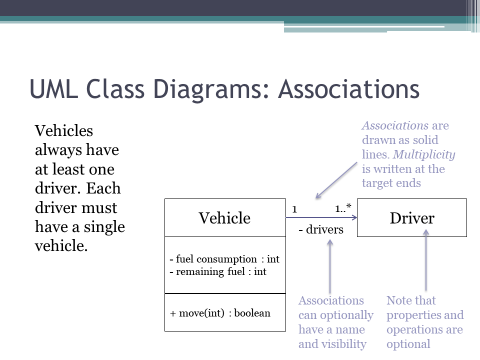 UML Class Diagrams: Associations
Vehicles
always have
at least one
driver. Each
driver must
have a single
vehicle.
Associations are
drawn as solid
lines. Multiplicity
is written at the
target ends
Vehicle
1
1..*
- drivers
Driver
- fuel consumption : int
- remaining fuel : int
+ move(int) : boolean
Associations
can optionally
have a name
and visibility
Note that
properties and
operations are
optional